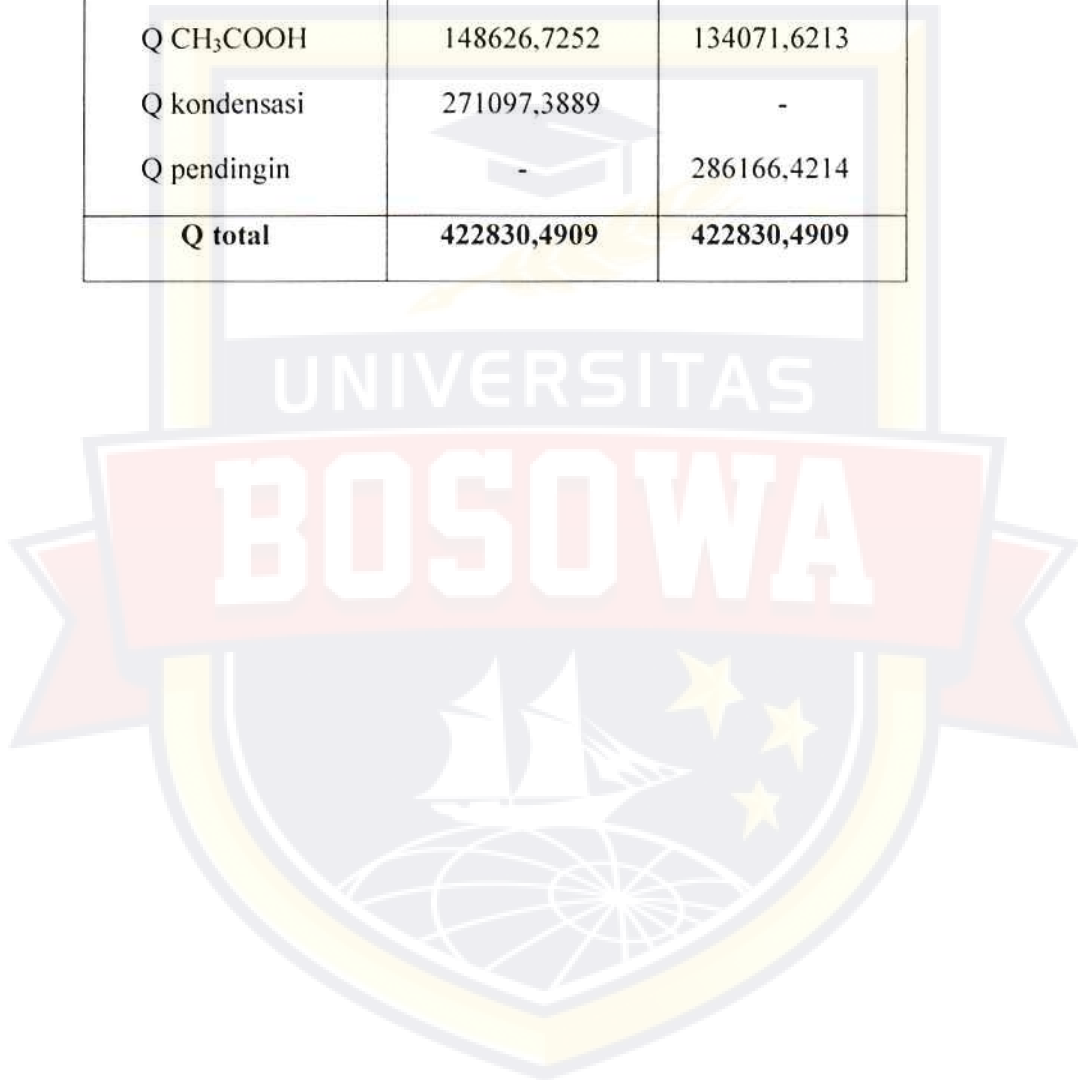 Q CH₃COOH 148626,7252 134071,6213
Q kondensasi 271097,3889 -
Q pendingin - 286166,4214
Q total 422830,4909 422830,4909
UNIVERSITAS
BOSOWA